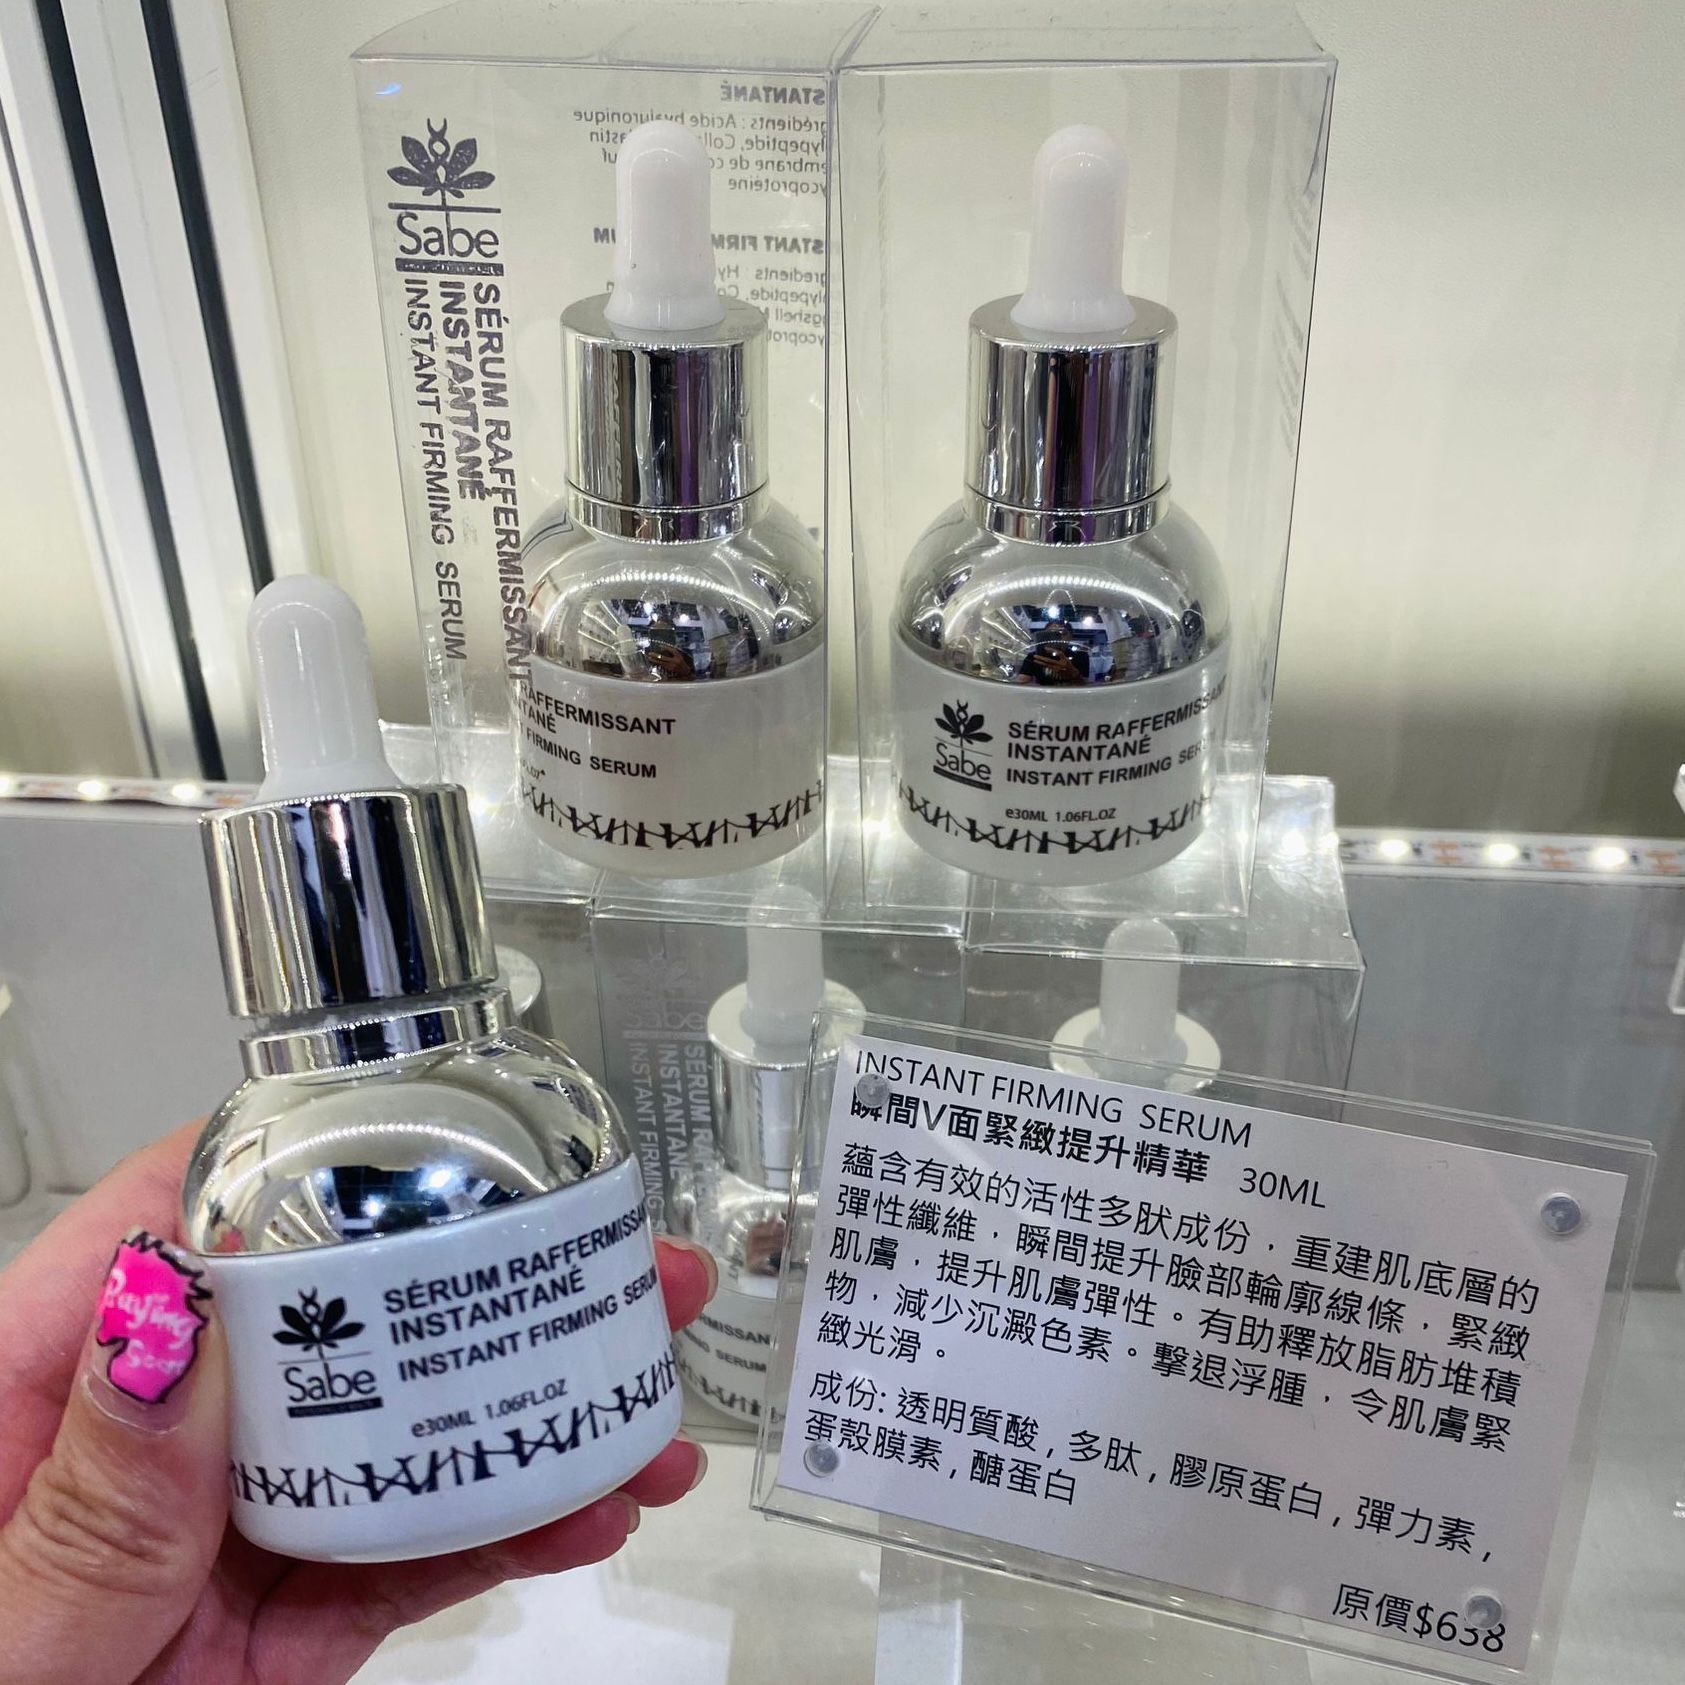 Sabe
SÉRUM RAFFERMISSANT
INSTANTANÉ
INSTANT FIRMING SERUM
RAFFERMISSANT
FIRMING SERUM
Sabe
SÉRUM RAFFERMISSANT
INSTANTANÉ
INSTANT FIRMING
e30ML 1.06FL.OZ
Sabe
SÉRUM RAFFERMISSANT
INSTANTANÉ
INSTANT FIRMING SERUM
e30ML 1.06FL.OZ
INSTANT FIRMING SERUM
瞬間V面緊緻提升精華 30ML
蘊含有效的活性多肽成份，重建肌底層的
彈性纖維，瞬間提升臉部輪廓線條，緊緻
肌膚，提升肌膚彈性。有助釋放脂肪堆積
物，減少沉澱色素。擊退浮腫，令肌膚緊
緻光滑。
成份: 透明質酸 , 多肽 , 膠原蛋白 , 彈力素 ,
蛋殼膜素 , 醣蛋白
原價$638